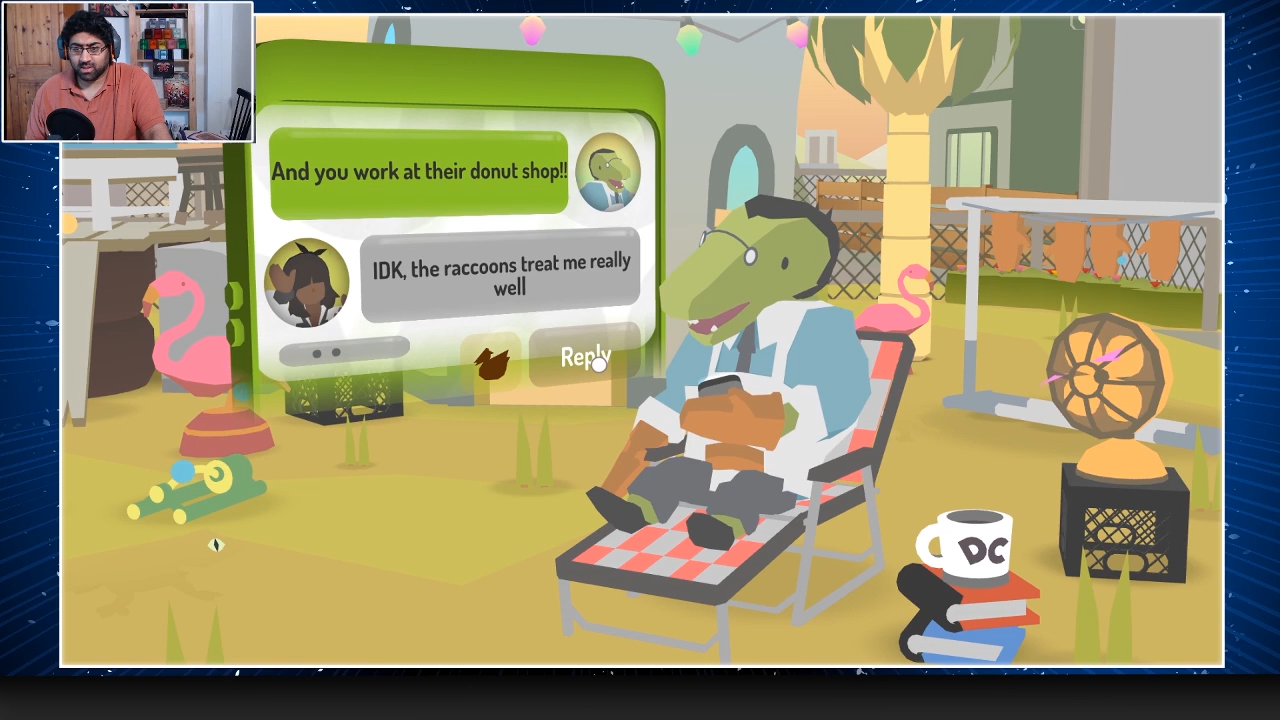 And you work at their donut shop!!
IDK, the raccoons treat me really
well
Reply
DC